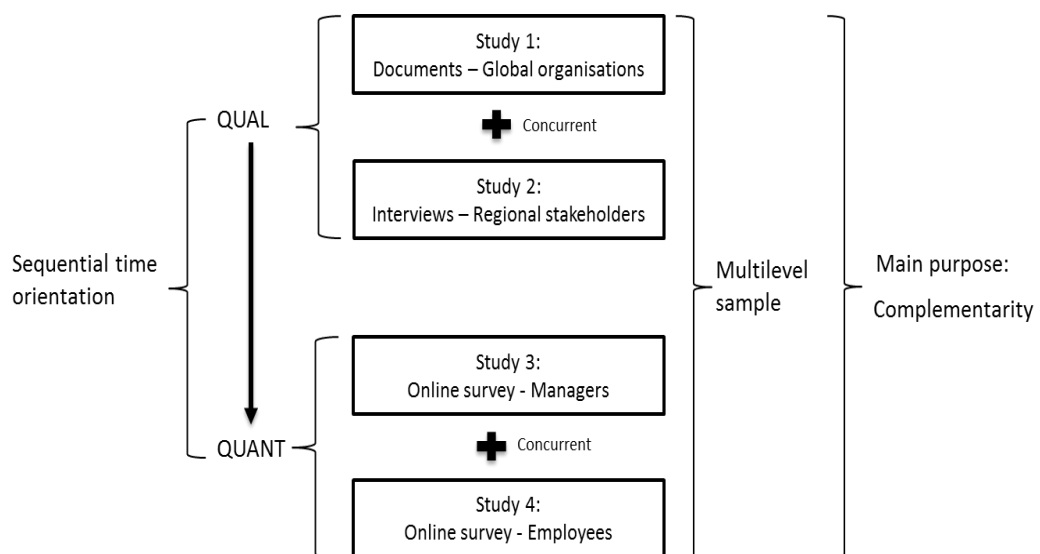 Study 1:
Documents – Global organisations
QUAL
Concurrent
Study 2:
Interviews – Regional stakeholders
Sequential time
orientation
Multilevel
sample
Main purpose:
Complementarity
Study 3:
Online survey - Managers
QUANT
Concurrent
Study 4:
Online survey - Employees